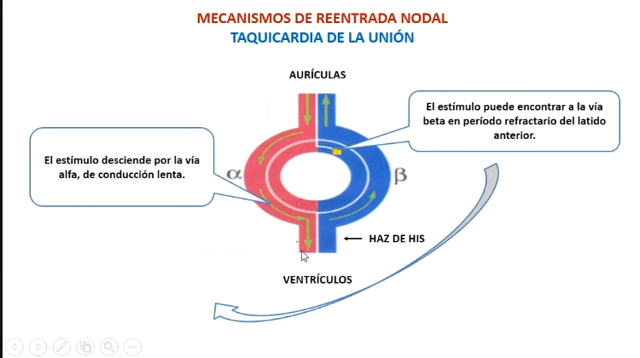 MECANISMOS DE REENTRADA NODAL
TAQUICARDIA DE LA UNIÓN
AURÍCULAS
El estímulo puede encontrar a la vía
beta en período refractario del latido
anterior.
El estímulo desciende por la vía
alfa, de conducción lenta.
α
β
HAZ DE HIS
VENTRÍCULOS